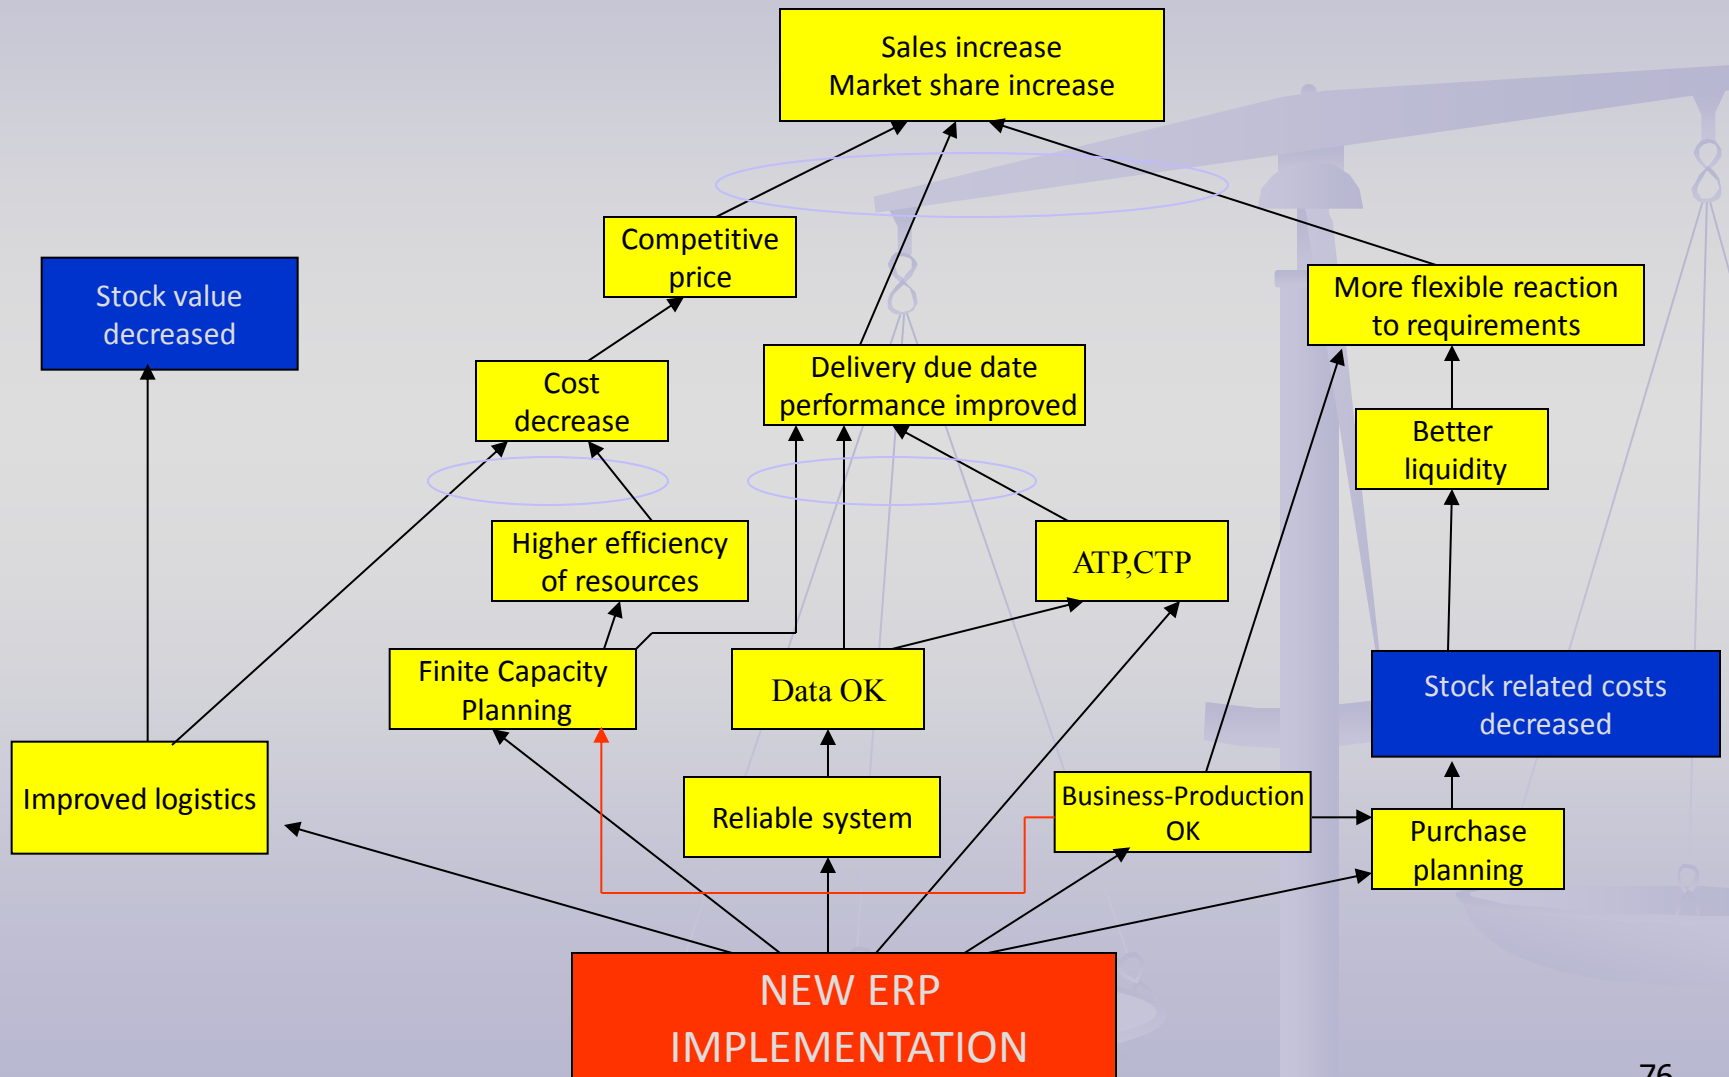 Sales increase
Market share increase
Competitive
price
Stock value
decreased
More flexible reaction
to requirements
Cost
decrease
Delivery due date
performance improved
Better
liquidity
Higher efficiency
of resources
ATP,CTP
Finite Capacity
Planning
Data OK
Stock related costs
decreased
Improved logistics
Reliable system
Business-Production
OK
Purchase
planning
NEW ERP
IMPLEMENTATION
76